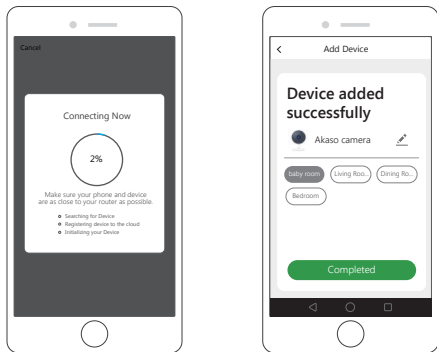 Cancel
Connecting Now
2%
Make sure your phone and device
are as close to your router as possible.
Searching for Device
Registering device to the cloud
Initializing your Device
Add Device
Device added
successfully
Akaso camera
baby room
Living Roo...
Dining Ro...
Bedroom
Completed